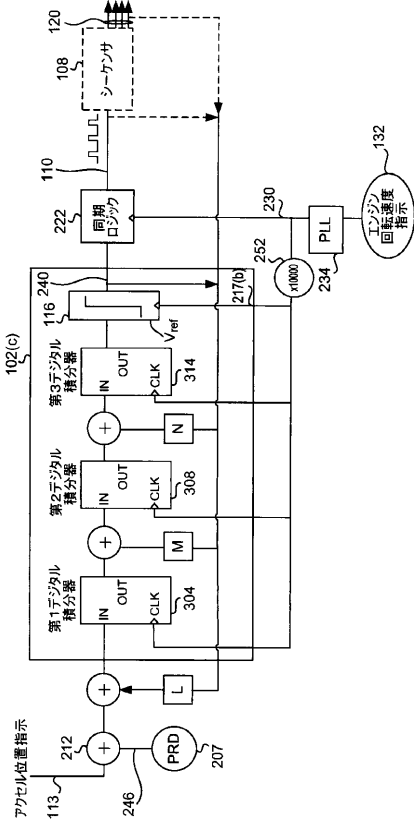 アクセル位置指示
113
212
246
PRD
207
L
102(c)
第1デジタル
積分器
IN
OUT
CLK
304
M
第2デジタル
積分器
IN
OUT
CLK
308
N
第3デジタル
積分器
IN
OUT
CLK
314
116
Vref
240
217(b)
222
同期
ロジック
110
108
シーケンサ
120
252
x10000
230
PLL
234
エンジン
回転速度
指示
132